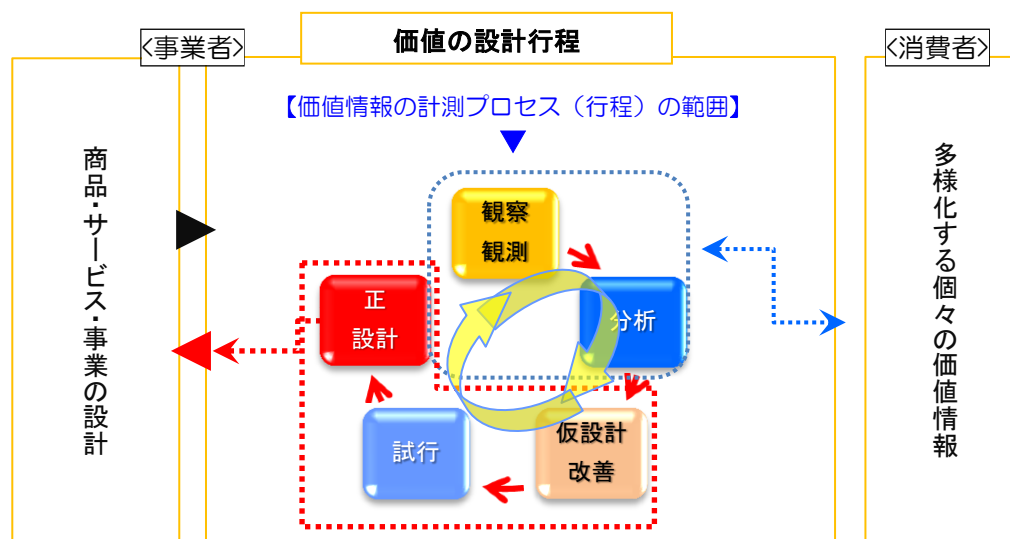 <事業者>
価値の設計行程
<消費者>
【価値情報の計測プロセス（行程）の範囲】
商品・サービス・事業の設計
観察
観測
分析
仮設計
改善
試行
正
設計
多様化する個々の価値情報